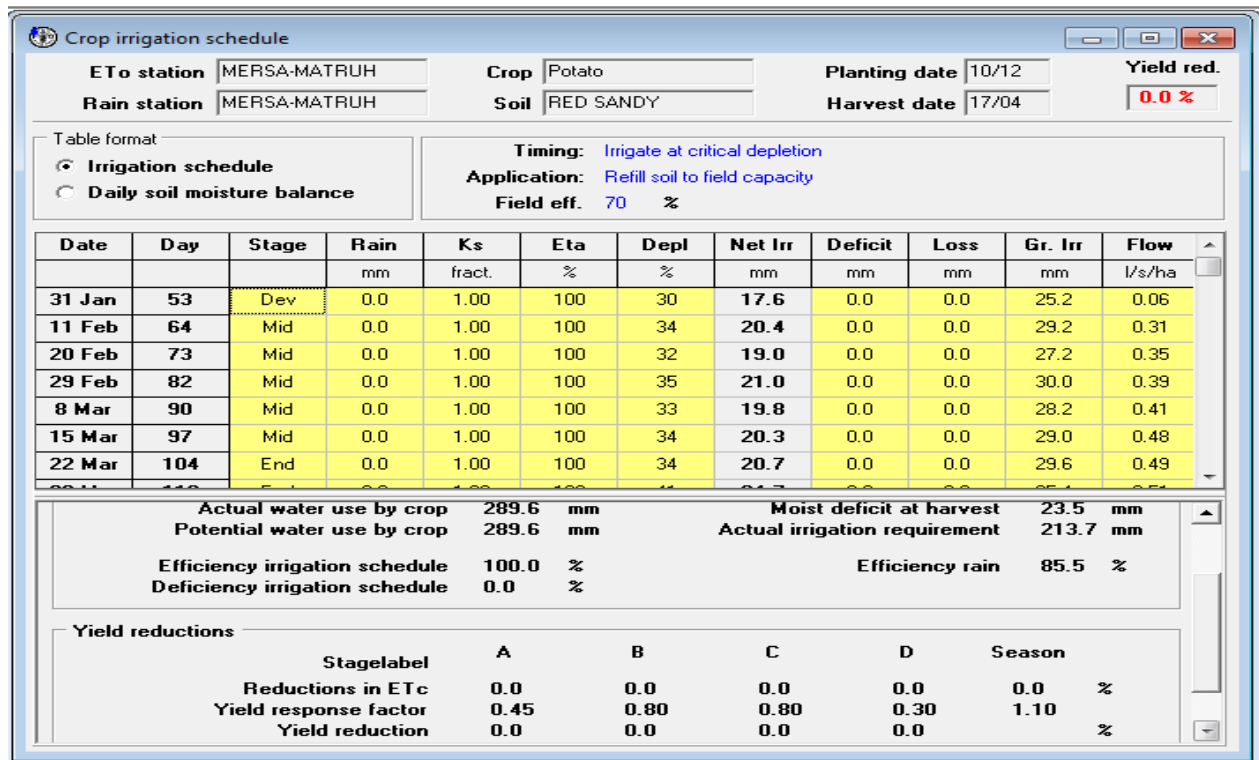 Crop irrigation schedule
ETo station MERSA-MATRUH Crop Potato Planting date 10/12 Yield red.
Rain station MERSA-MATRUH Soil RED SANDY Harvest date 17/04 0.0 %
Table format
Irrigation schedule
Daily soil moisture balance
Timing: Irrigate at critical depletion
Application: Refill soil to field capacity
Field eff. 70 %
Date Day Stage Rain Ks Eta Depl Net Irr Deficit Loss Gr. Irr Flow
mm fract. % % mm mm mm mm l/s/ha
31 Jan 53 Dev 0.0 1.00 100 30 17.6 0.0 0.0 25.2 0.06
11 Feb 64 Mid 0.0 1.00 100 34 20.4 0.0 0.0 29.2 0.31
20 Feb 73 Mid 0.0 1.00 100 32 19.0 0.0 0.0 27.2 0.35
29 Feb 82 Mid 0.0 1.00 100 35 21.0 0.0 0.0 30.0 0.39
8 Mar 90 Mid 0.0 1.00 100 33 19.8 0.0 0.0 28.2 0.41
15 Mar 97 Mid 0.0 1.00 100 34 20.3 0.0 0.0 29.0 0.48
22 Mar 104 End 0.0 1.00 100 34 20.7 0.0 0.0 29.6 0.49
Actual water use by crop 289.6 mm Moist deficit at harvest 23.5 mm
Potential water use by crop 289.6 mm Actual irrigation requirement 213.7 mm
Efficiency irrigation schedule 100.0 % Efficiency rain 85.5 %
Deficiency irrigation schedule 0.0 %
Yield reductions
Stagelabel A B C D Season
Reductions in ETc 0.0 0.0 0.0 0.0 0.0 %
Yield response factor 0.45 0.80 0.80 0.30 1.10
Yield reduction 0.0 0.0 0.0 0.0 %